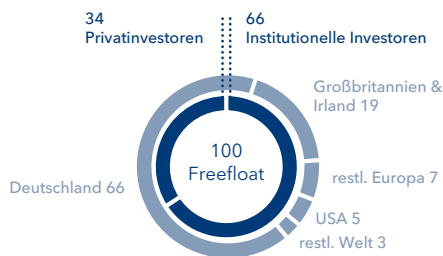 34
Privatinvestoren
66
Institutionelle Investoren
Großbritannien &
Irland 19
100
Freefloat
restl. Europa 7
Deutschland 66
USA 5
restl. Welt 3